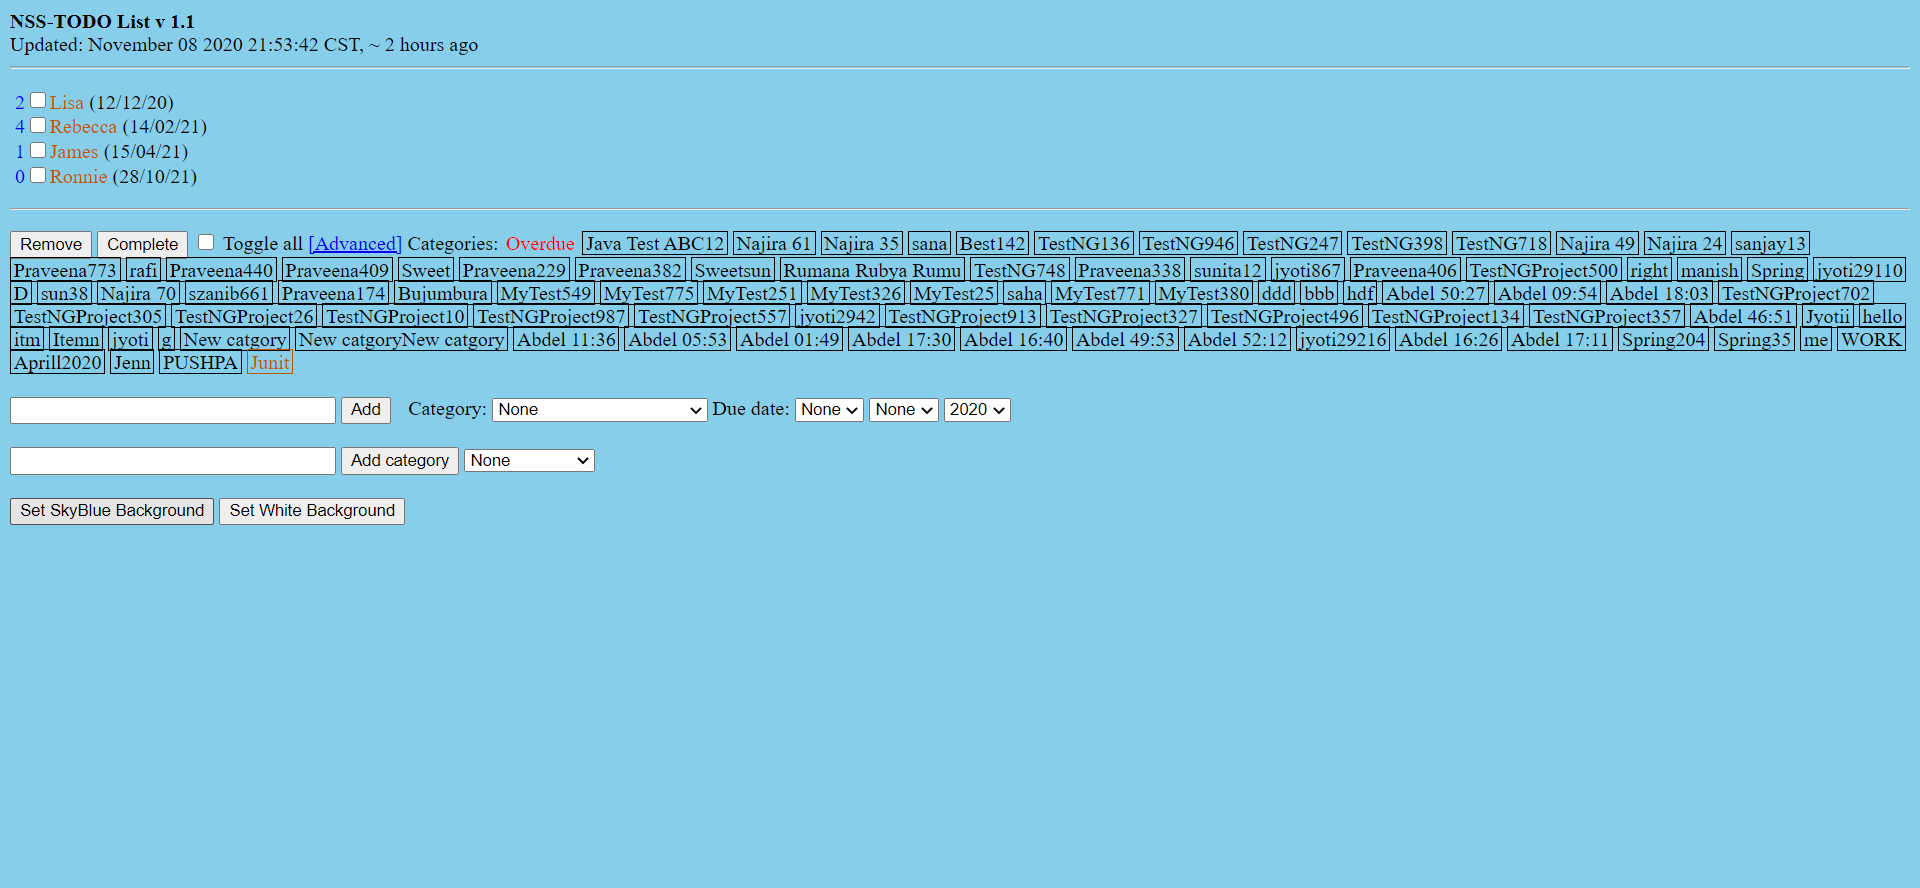 NSS-TODO List v 1.1
Updated: November 08 2020 21:53:42 CST, ~ 2 hours ago
2 Lisa (12/12/20)
4 Rebecca (14/02/21)
1 James (15/04/21)
0 Ronnie (28/10/21)
Remove Complete Toggle all [Advanced] Categories: Overdue Java Test ABC12 Najira 61 Najira 35 sana Best142 TestNG136 TestNG946 TestNG247 TestNG398 TestNG718 Najira 49 Najira 24 sanjay13
Praveena773 rafi Praveena440 Praveena409 Sweet Praveena229 Praveena382 Sweetsun Rumana Rubya Rumu TestNG748 Praveena338 sunita12 jyoti867 Praveena406 TestNGProject500 right manish Spring jyoti29110
D sun38 Najira 70 szanib661 Praveena174 Bujumbura MyTest549 MyTest775 MyTest251 MyTest326 MyTest25 saha MyTest771 MyTest380 ddd bbb hdf Abdel 50:27 Abdel 09:54 Abdel 18:03 TestNGProject702
TestNGProject305 TestNGProject26 TestNGProject10 TestNGProject987 TestNGProject557 jyoti2942 TestNGProject913 TestNGProject327 TestNGProject496 TestNGProject134 TestNGProject357 Abdel 46:51 Jyotii hello
itm Itemn jyoti g New catgory New catgoryNew catgory Abdel 11:36 Abdel 05:53 Abdel 01:49 Abdel 17:30 Abdel 16:40 Abdel 49:53 Abdel 52:12 jyoti29216 Abdel 16:26 Abdel 17:11 Spring204 Spring35 me WORK
Aprill2020 Jenn PUSHPA Junit
Add Category: None Due date: None None 2020
Add category None
Set SkyBlue Background Set White Background